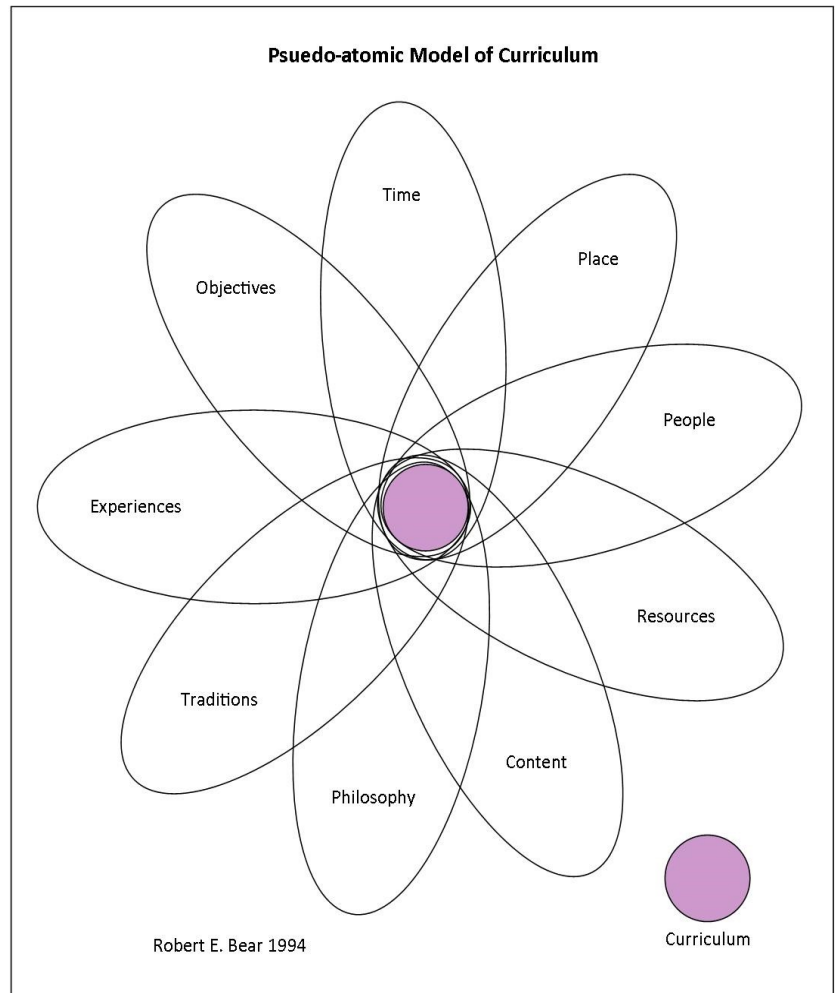 Psuedo-atomic Model of Curriculum
Time
Place
Objectives
People
Experiences
Resources
Traditions
Content
Philosophy
Curriculum
Robert E. Bear 1994